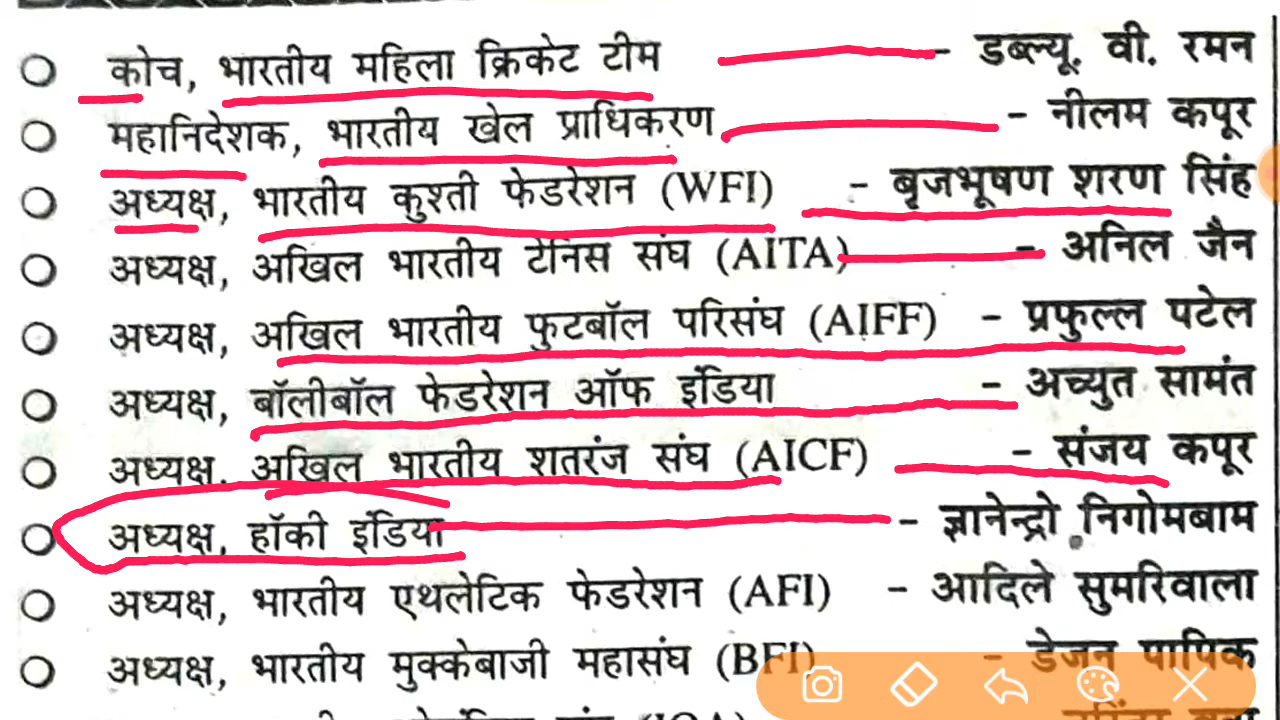 कोच, भारतीय महिला क्रिकेट टीम - डब्ल्यू. वी. रमन
महानिदेशक, भारतीय खेल प्राधिकरण - नीलम कपूर
अध्यक्ष, भारतीय कुश्ती फेडरेशन (WFI) - बृजभूषण शरण सिंह
अध्यक्ष, अखिल भारतीय टेनिस संघ (AITA) - अनिल जैन
अध्यक्ष, अखिल भारतीय फुटबॉल परिसंघ (AIFF) - प्रफुल्ल पटेल
अध्यक्ष, बॉलीबॉल फेडरेशन ऑफ इंडिया - अच्युत सामंत
अध्यक्ष. अखिल भारतीय शतरंज संघ (AICF) - संजय कपूर
अध्यक्ष, हॉकी इंडिया - ज्ञानेन्द्रो निगोमबाम
अध्यक्ष, भारतीय एथलेटिक फेडरेशन (AFI) - आदिले सुमरिवाला
अध्यक्ष, भारतीय मुक्केबाजी महासंघ (BFI) - डेजन पापिक